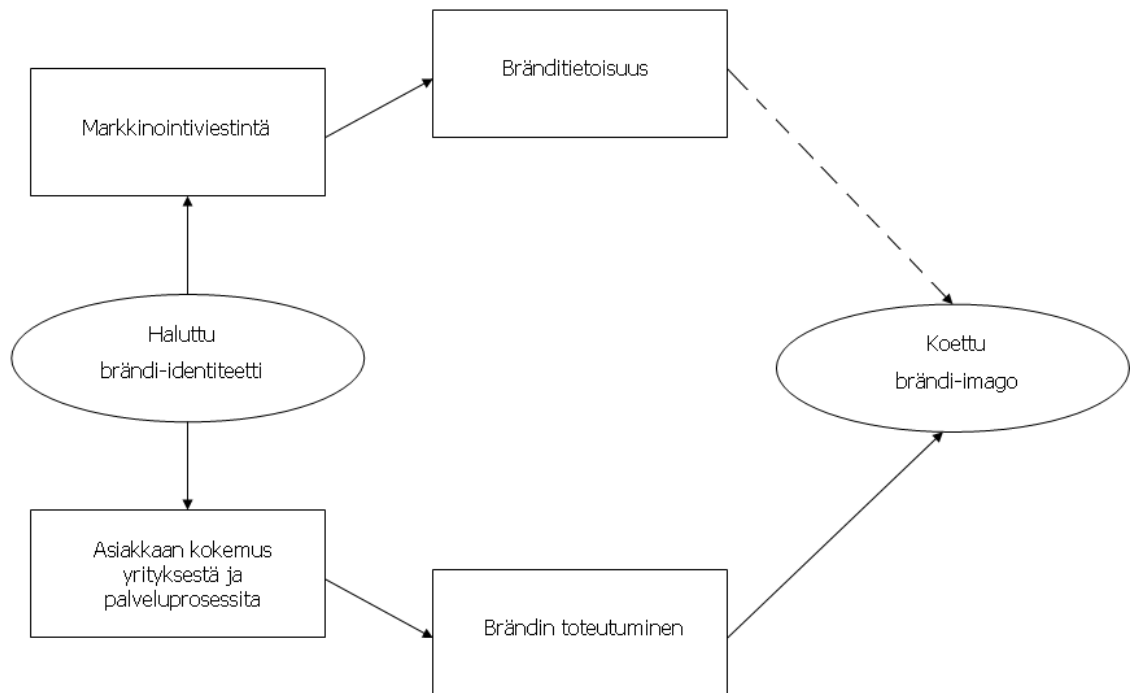 Bränditietoisuus
Markkinointiviestintä
Haluttu
brändi-identiteetti
Koettu
brändi-imago
Asiakkaan kokemus
yrityksestä ja
palveluprosessita
Brändin toteutuminen